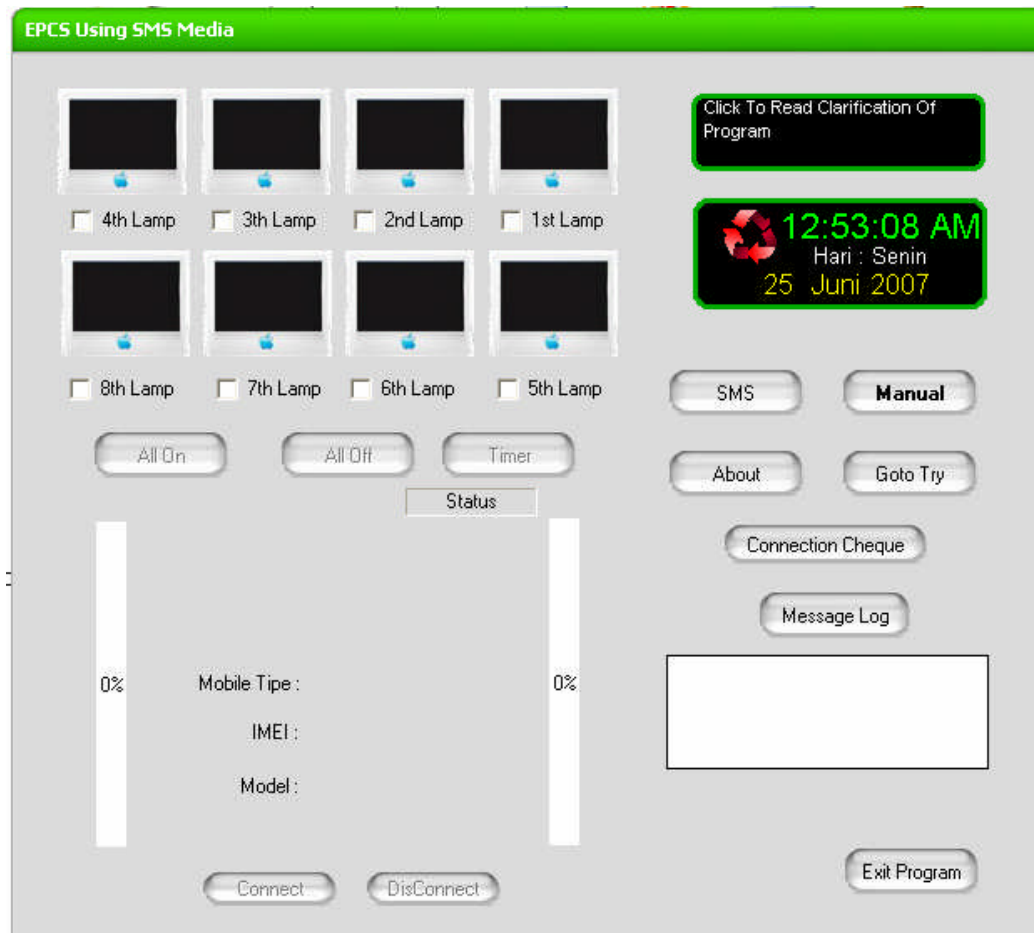 EPCS Using SMS Media
4th Lamp 3th Lamp 2nd Lamp 1st Lamp
8th Lamp 7th Lamp 6th Lamp 5th Lamp
All On All Off Timer
Status
0% 0%
Mobile Tipe :
IMEI :
Model :
Connect DisConnect
Click To Read Clarification Of
Program
12:53:08 AM
Hari : Senin
25 Juni 2007
SMS Manual
About Goto Try
Connection Cheque
Message Log
Exit Program